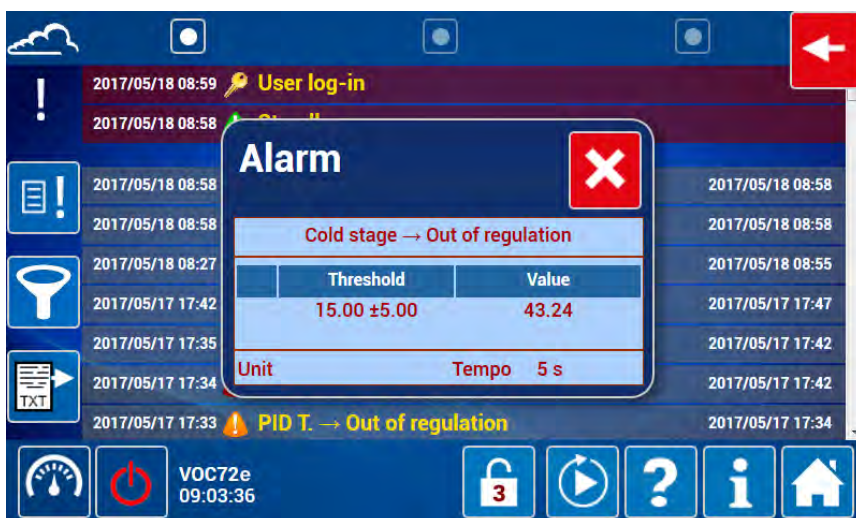 2017/05/18 08:59 User log-in
2017/05/18 08:58
Alarm
2017/05/18 08:58 2017/05/18 08:58
2017/05/18 08:58 2017/05/18 08:58
Cold stage → Out of regulation
2017/05/18 08:27 2017/05/18 08:55
Threshold Value
2017/05/17 17:42 15.00 ±5.00 43.24 2017/05/17 17:47
2017/05/17 17:35 2017/05/17 17:42
Unit Tempo 5 s
2017/05/17 17:34 2017/05/17 17:42
TXT
2017/05/17 17:33 PID T. → Out of regulation 2017/05/17 17:34
VOC72e
09:03:36
3